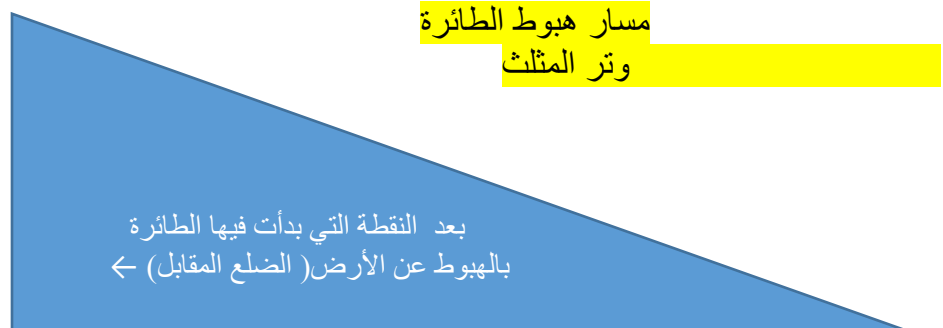 مسار هبوط الطائرة
وتر المثلث
بعد النقطة التي بدأت فيها الطائرة
بالهبوط عن الأرض( الضلع المقابل) ←